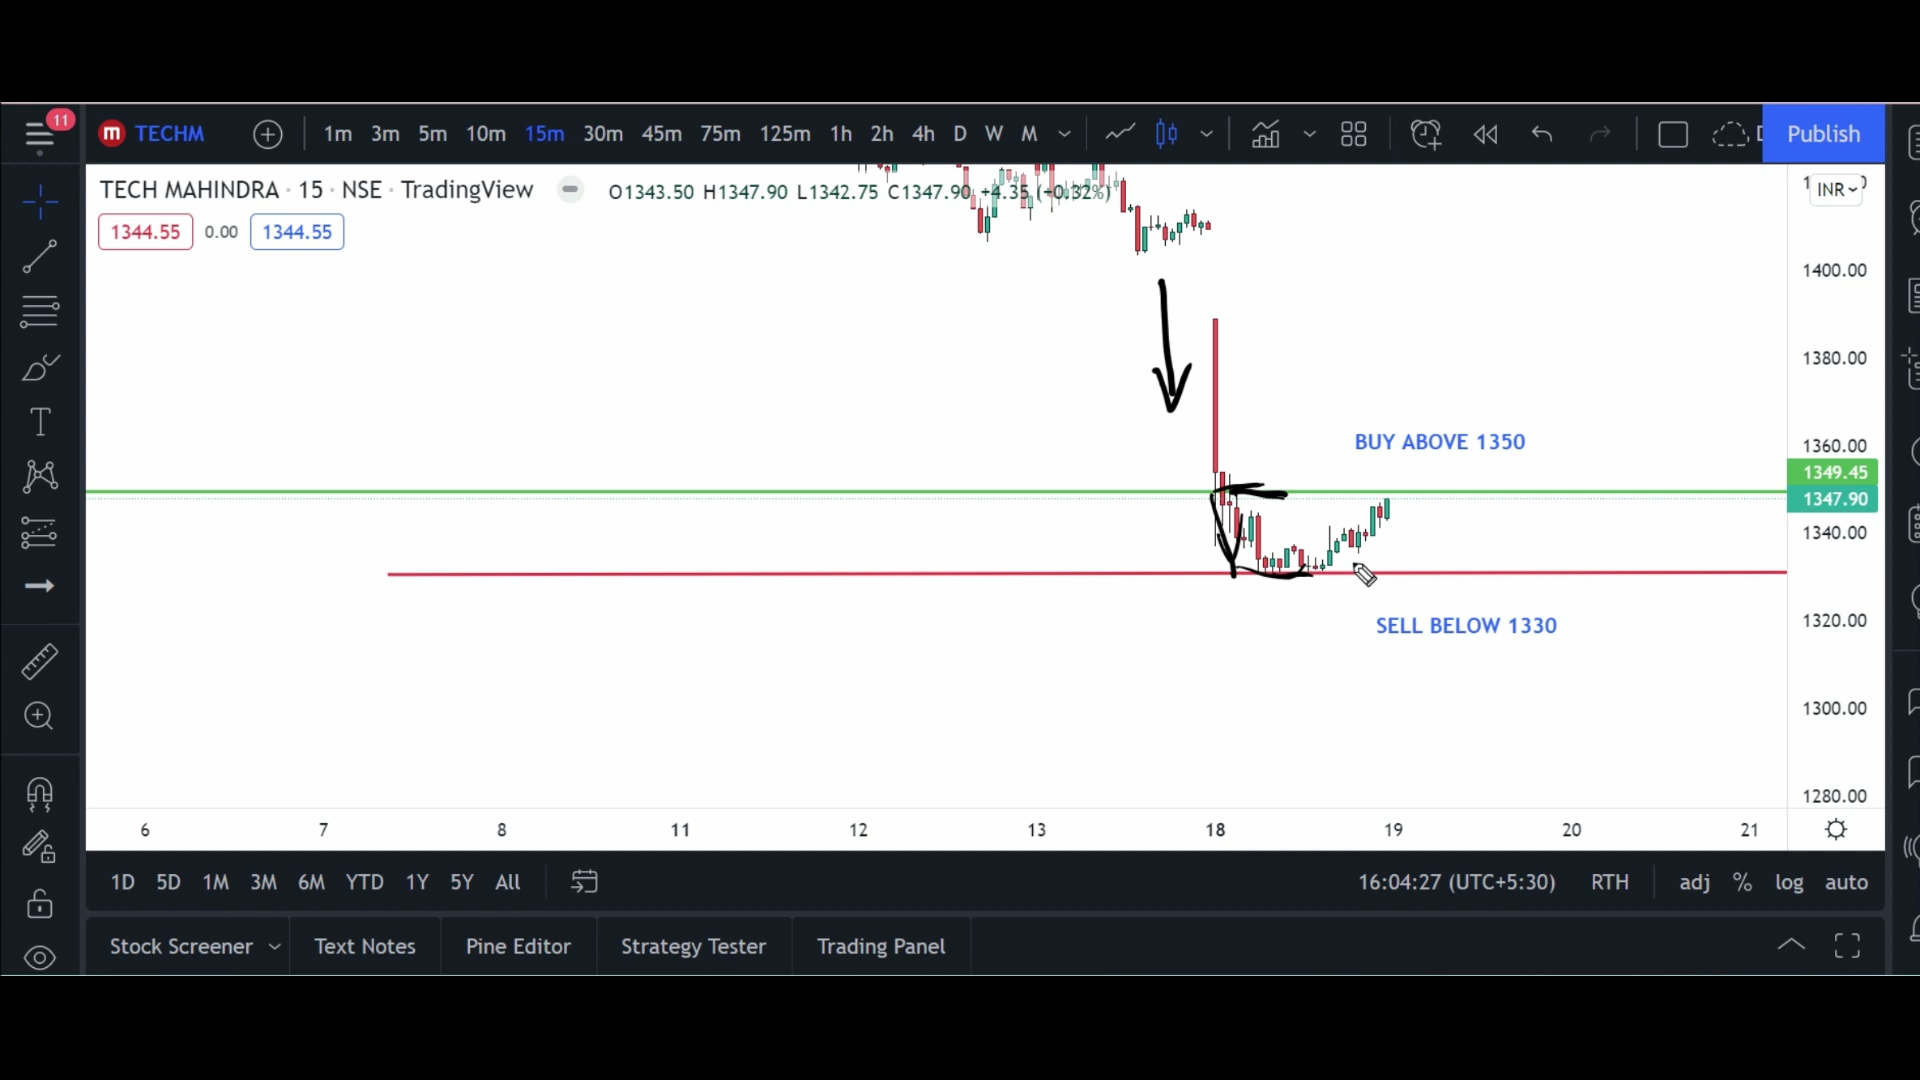 11
m TECHM 1m 3m 5m 10m 15m 30m 45m 75m 125m 1h 2h 4h D W M Publish
TECH MAHINDRA · 15 · NSE · TradingView O1343.50 H1347.90 L1342.75 C1347.90 +4.35 (+0.32%)
INR
1344.55 0.00 1344.55
1400.00
1380.00
BUY ABOVE 1350
1360.00
1349.45
1347.90
1340.00
SELL BELOW 1330
1320.00
1300.00
1280.00
6 7 8 11 12 13 18 19 20 21
1D 5D 1M 3M 6M YTD 1Y 5Y All 16:04:27 (UTC+5:30) RTH adj % log auto
Stock Screener Text Notes Pine Editor Strategy Tester Trading Panel